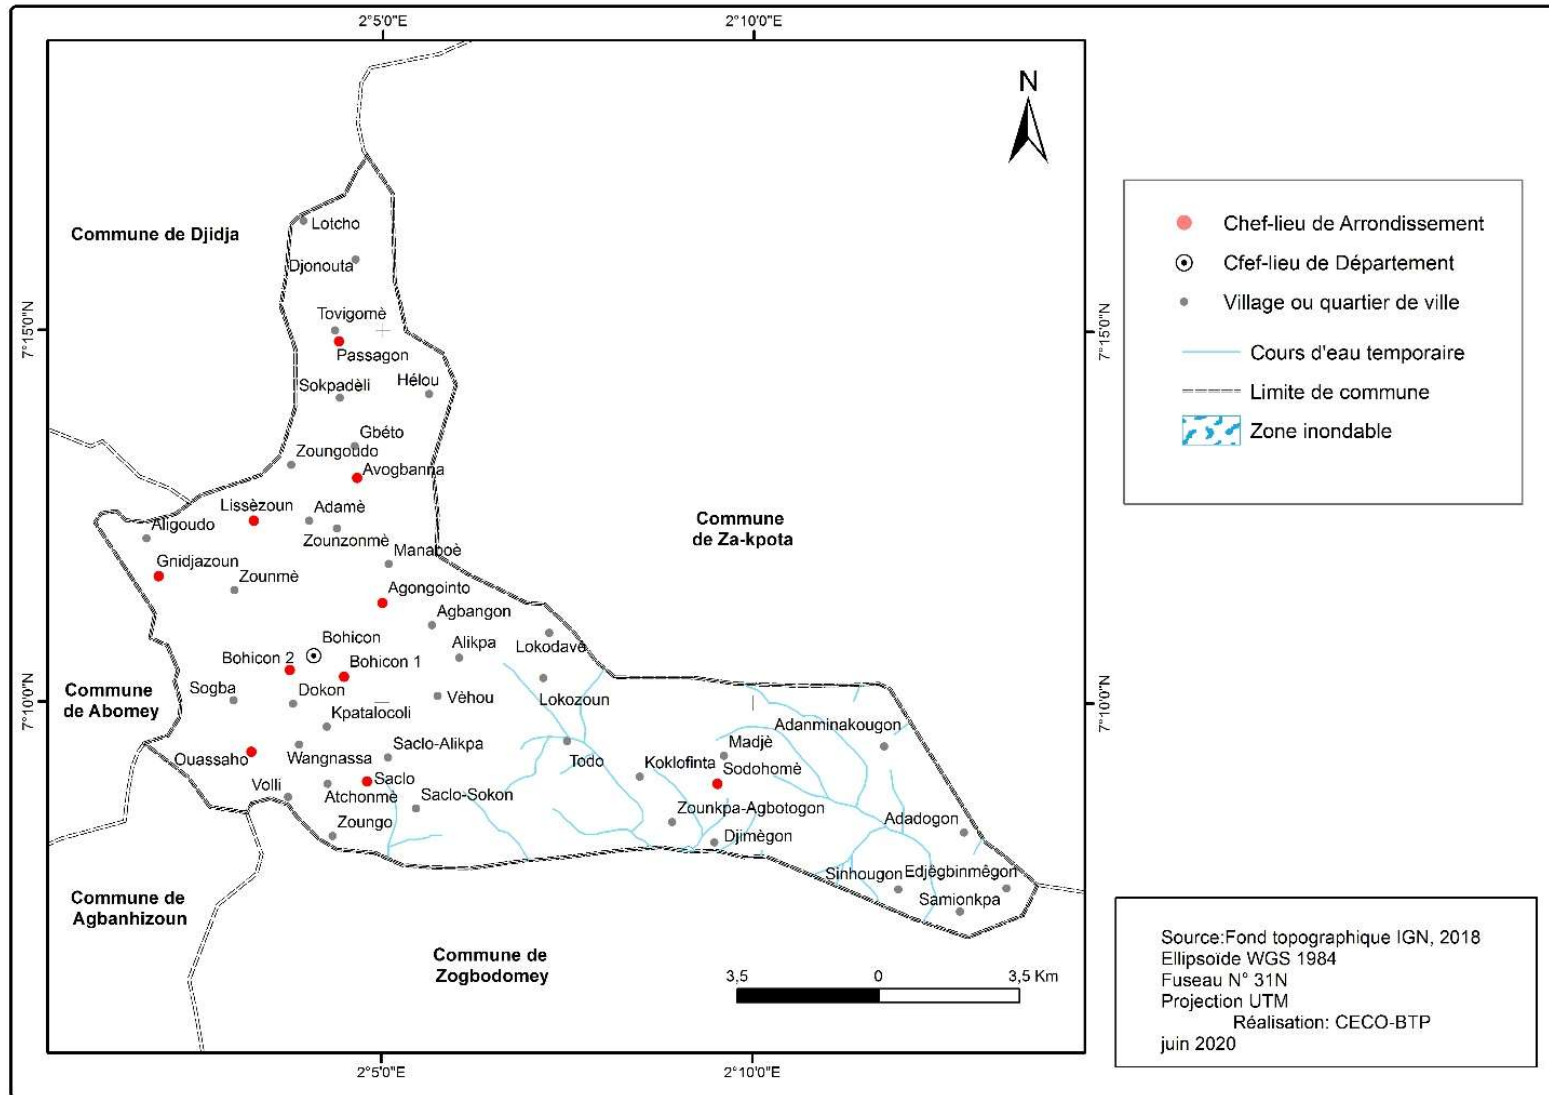 2°5'0"E
2°10'0"E
N
Commune de Djidja
Lotcho
Djonouta
Tovigomè
Passagon
Sokpadèli
Hélou
Gbéto
Zoungoudo
Avogbanna
Lissèzoun
Adamè
Aligoudo
Zounzonmè
Manaboè
Gnidjazoun
Zounmè
Agongointo
Agbangon
Bohicon
Alikpa
Lokodavè
Bohicon 2
Bohicon 1
Sogba
Dokon
Vèhou
Lokozoun
Kpatalocoli
Saclo-Alikpa
Ouassaho
Wangnassa
Todo
Koklofinta
Madjè
Sodohomè
Adanminakougon
Volli
Atchonmè
Saclo
Saclo-Sokon
Zoungo
Zounkpa-Agbotogon
Djimègon
Adadogon
Sinhougon
Edjêgbinmêgon
Samionkpa
Commune
de Za-kpota
Commune
de Abomey
Commune de
Agbanhizoun
Commune de
Zogbodomey
3,5
0
3,5 Km
7°15'0"N
7°10'0"N
7°15'0"N
7°10'0"N
2°5'0"E
2°10'0"E
Chef-lieu de Arrondissement
Cfef-lieu de Département
Village ou quartier de ville
Cours d'eau temporaire
Limite de commune
Zone inondable
Source:Fond topographique IGN, 2018
Ellipsoïde WGS 1984
Fuseau N° 31N
Projection UTM
Réalisation: CECO-BTP
juin 2020